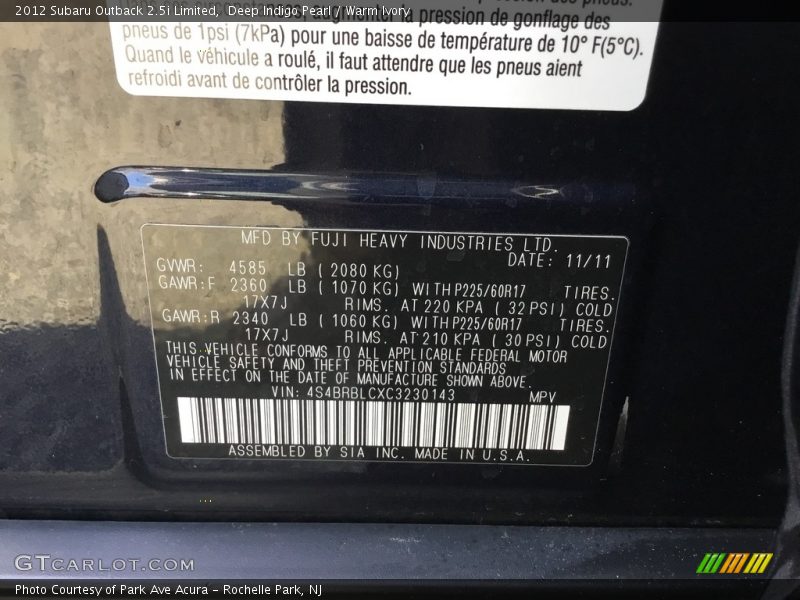 2012 Subaru Outback 2.5i Limited, Deep Indigo Pearl / Warm Ivory
augmenter la pression de gonflage des
pneus de 1psi (7kPa) pour une baisse de température de 10° F(5°C).
Quand le véhicule a roulé, il faut attendre que les pneus aient
refroidi avant de contrôler la pression.
MFD BY FUJI HEAVY INDUSTRIES LTD.
DATE: 11/11
GVWR: 4585 LB ( 2080 KG)
GAWR:F 2360 LB ( 1070 KG) WITH P225/60R17 TIRES.
17X7J RIMS. AT 220 KPA ( 32 PSI) COLD
GAWR:R 2340 LB ( 1060 KG) WITH P225/60R17 TIRES.
17X7J RIMS. AT 210 KPA ( 30 PSI) COLD
THIS VEHICLE CONFORMS TO ALL APPLICABLE FEDERAL MOTOR
VEHICLE SAFETY AND THEFT PREVENTION STANDARDS
IN EFFECT ON THE DATE OF MANUFACTURE SHOWN ABOVE.
VIN: 4S4BRBLCXC3230143 MPV
ASSEMBLED BY SIA INC. MADE IN U.S.A.
GTCARLOT.COM
Photo Courtesy of Park Ave Acura – Rochelle Park, NJ